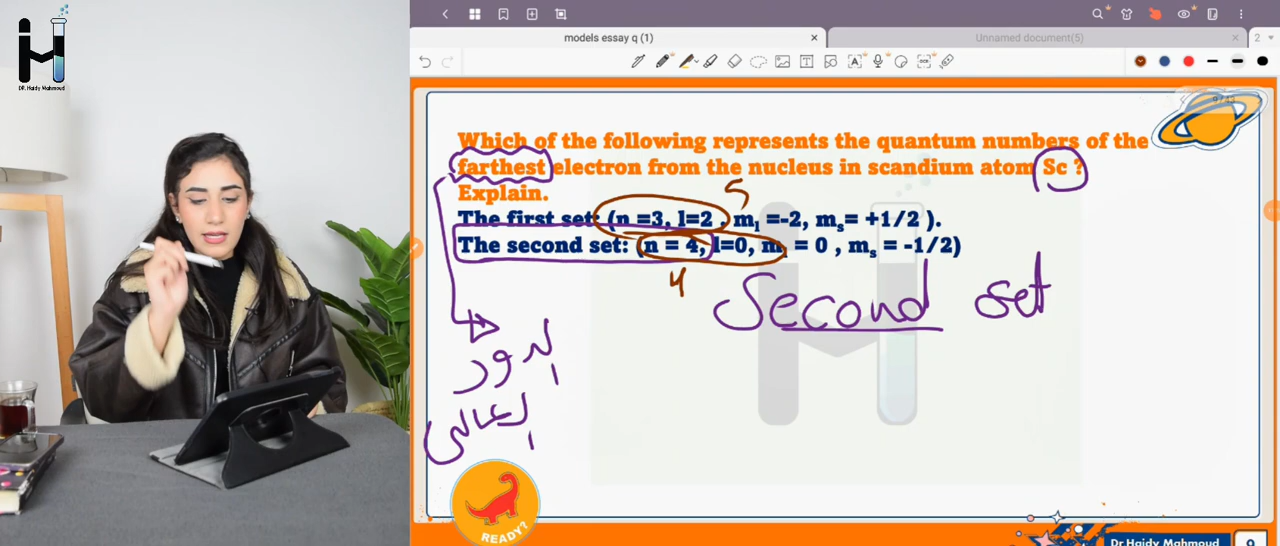 DR. Haidy Mahmoud
models essay q (1)
Unnamed document(5)
2
Which of the following represents the quantum numbers of the
farthest electron from the nucleus in scandium atom Sc ?
Explain.
5
The first set: (n =3, l=2 , mₗ =-2, mₛ= +1/2 ).
The second set: (n = 4, l=0, mₗ = 0 , mₛ = -1/2)
4
Second set
READY?
Dr Haidy Mahmoud
9